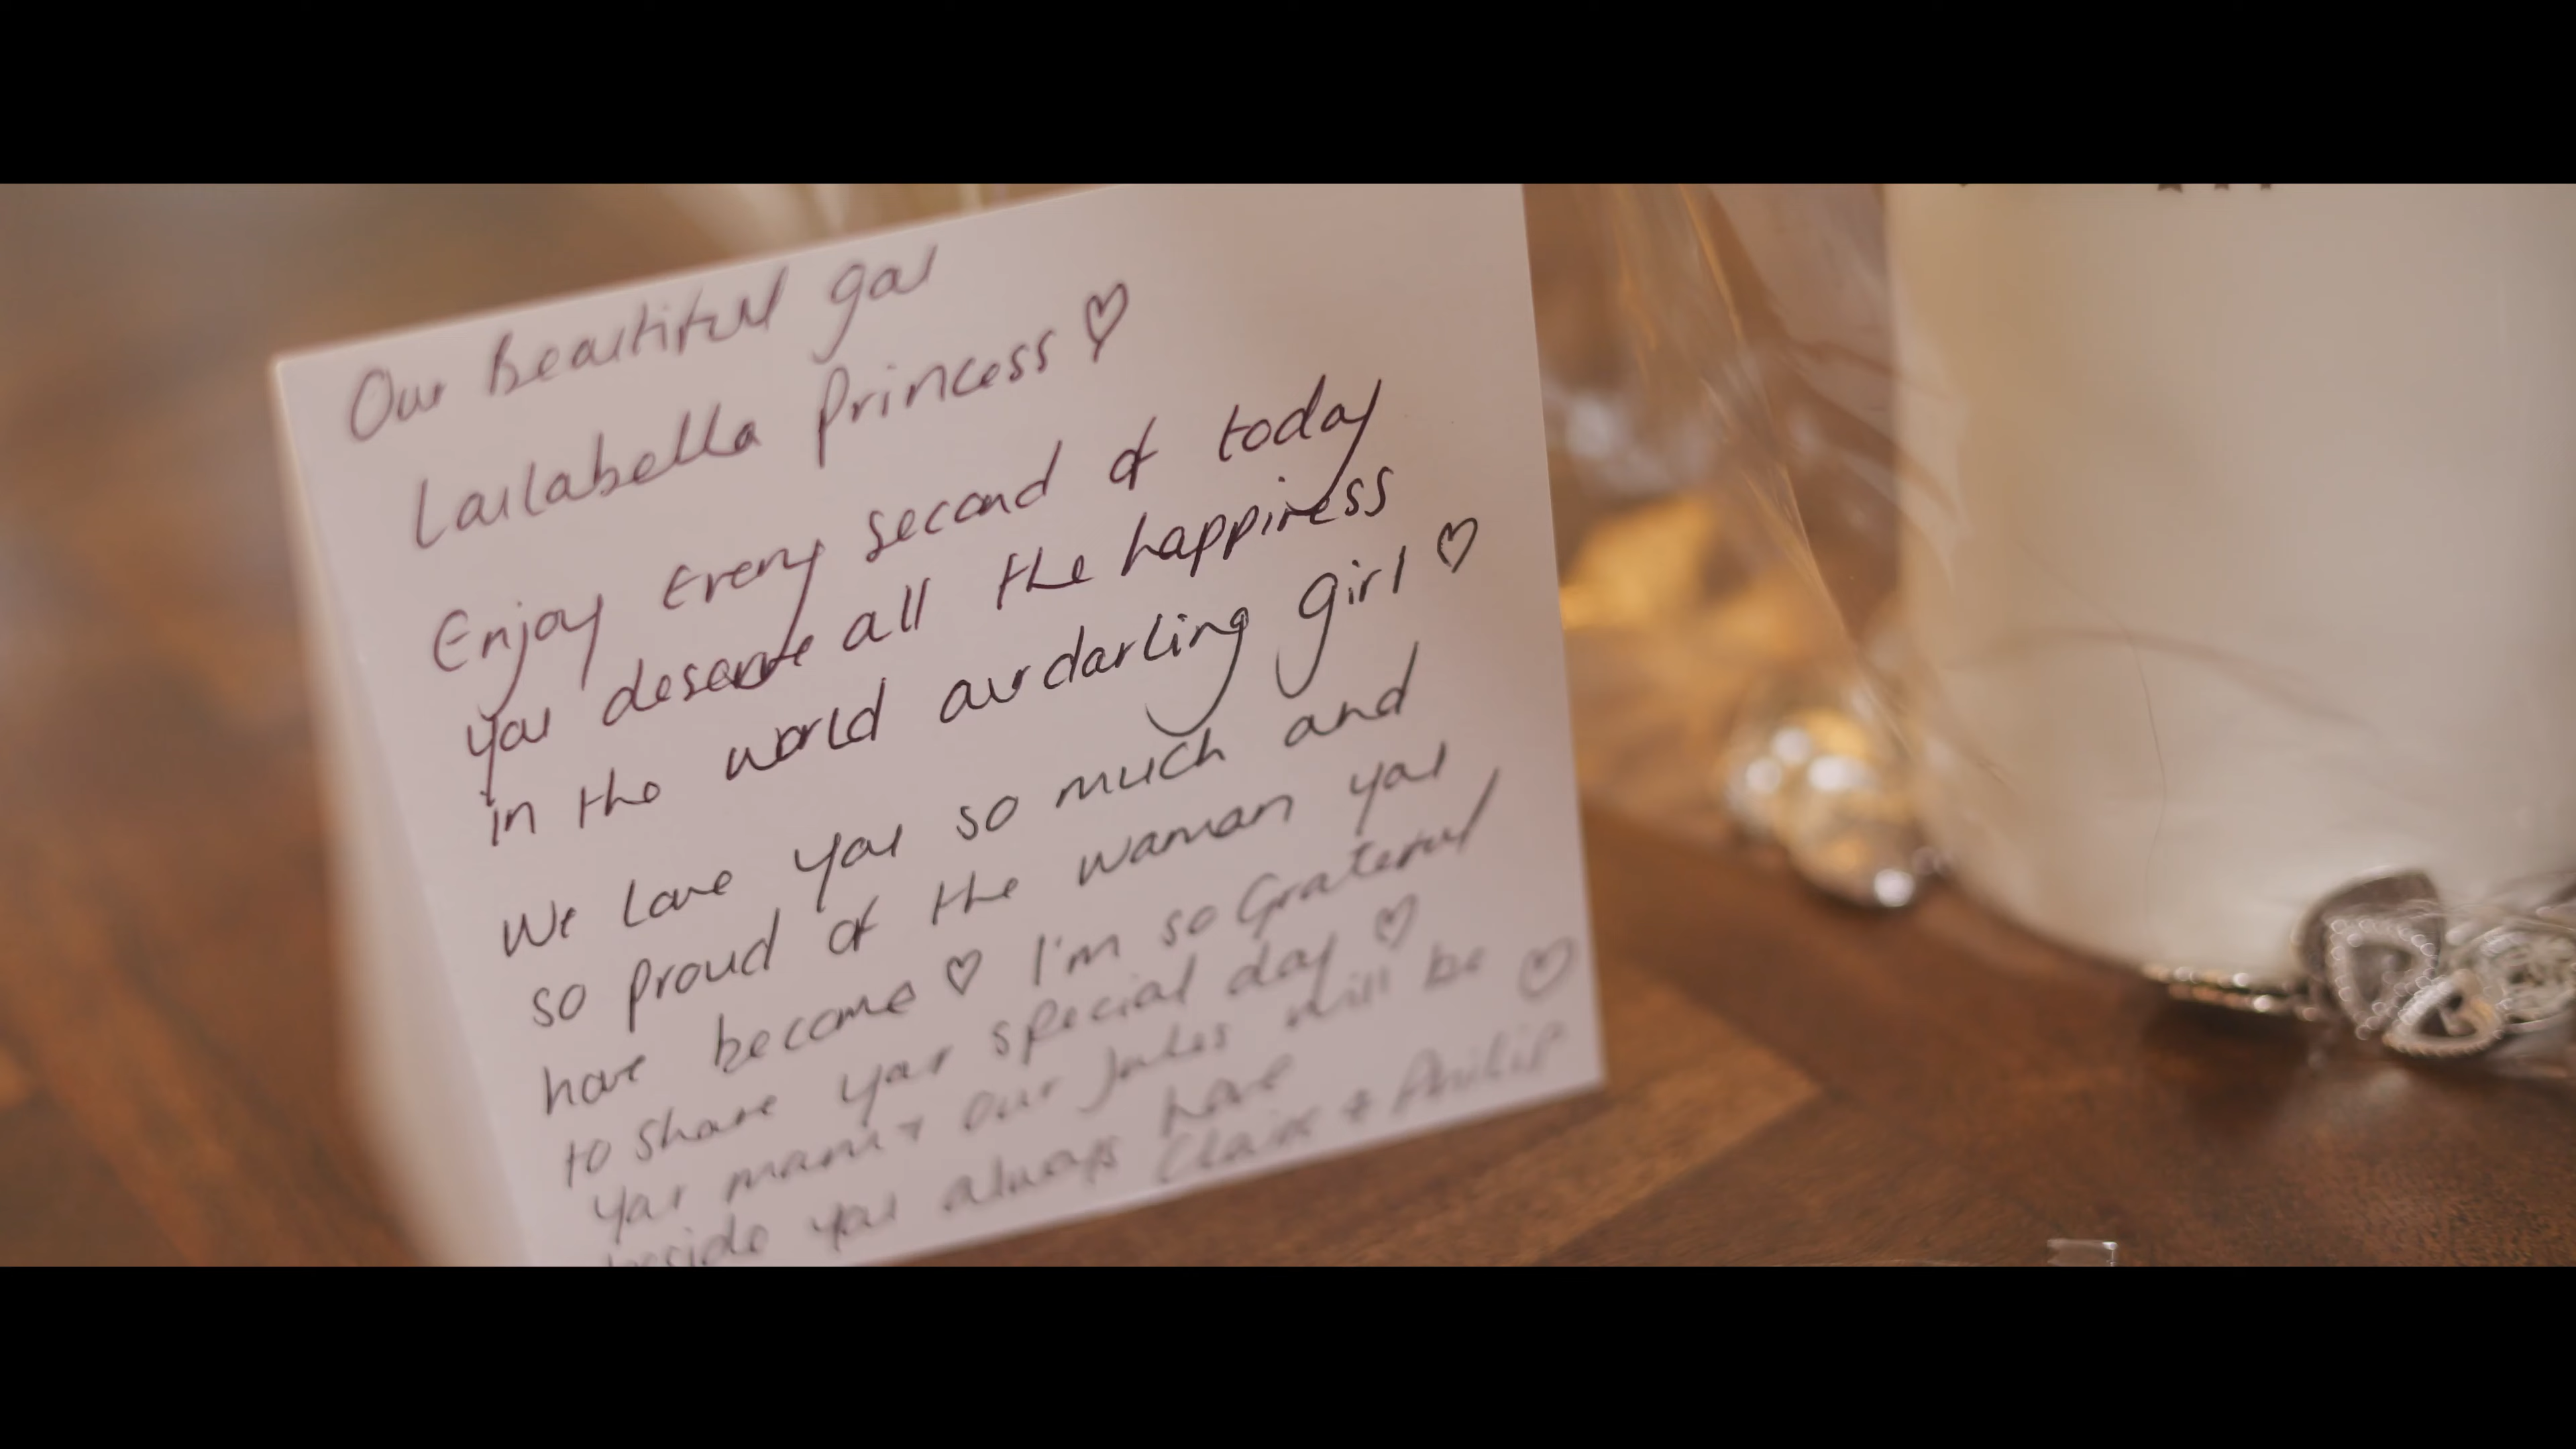 Our Beautiful gal
Lailabella Princess ♡
Enjoy Every second of today
you deserve all the happiness
in the world our darling girl ♡
We love you so much and
so proud of the woman you
have become ♡ I'm so Grateful
to share your special day ♡
your mam + our Jules will be ♡
beside you always have
Claire + Philip